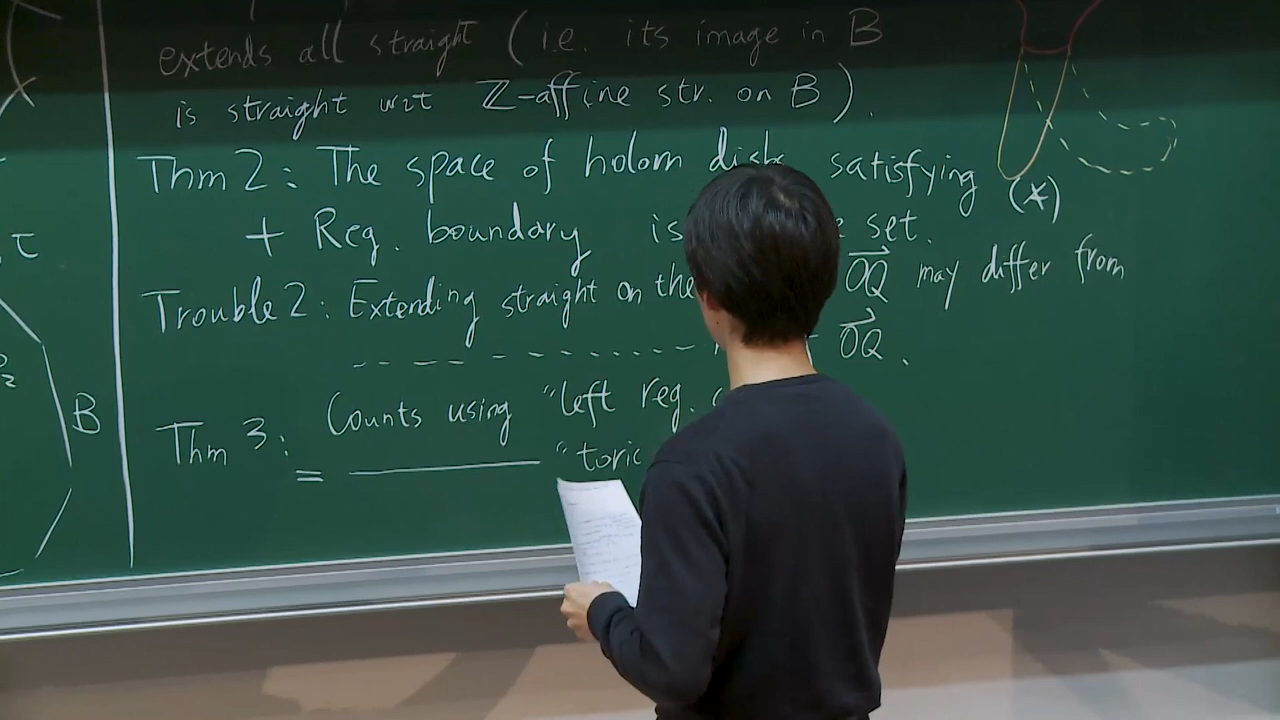 extends all straight (i.e. its image in B
is straight wrt ℤ-affine str. on B).
Thm 2: The space of holom disks satisfying (*)
+ Reg. boundary is set.
Trouble 2: Extending straight on the OQ⃗ may differ from
OQ⃗.
Thm 3: Counts using "left reg.
= "toric
B
τ
2